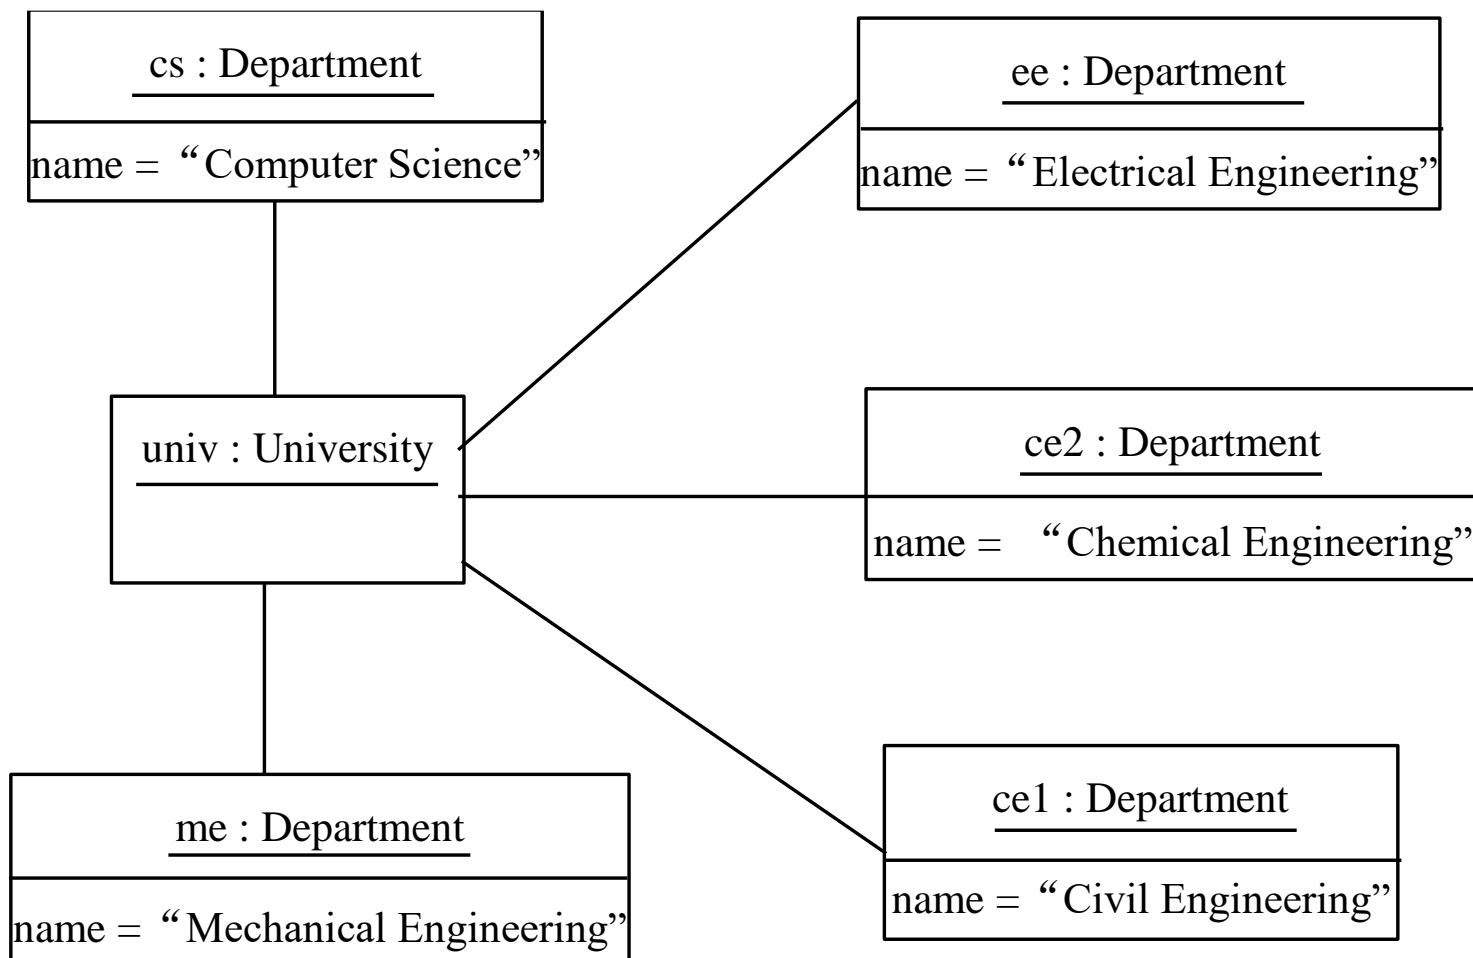 cs : Department
name = “Computer Science”
ee : Department
name = “Electrical Engineering”
univ : University
ce2 : Department
name = “Chemical Engineering”
me : Department
name = “Mechanical Engineering”
ce1 : Department
name = “Civil Engineering”